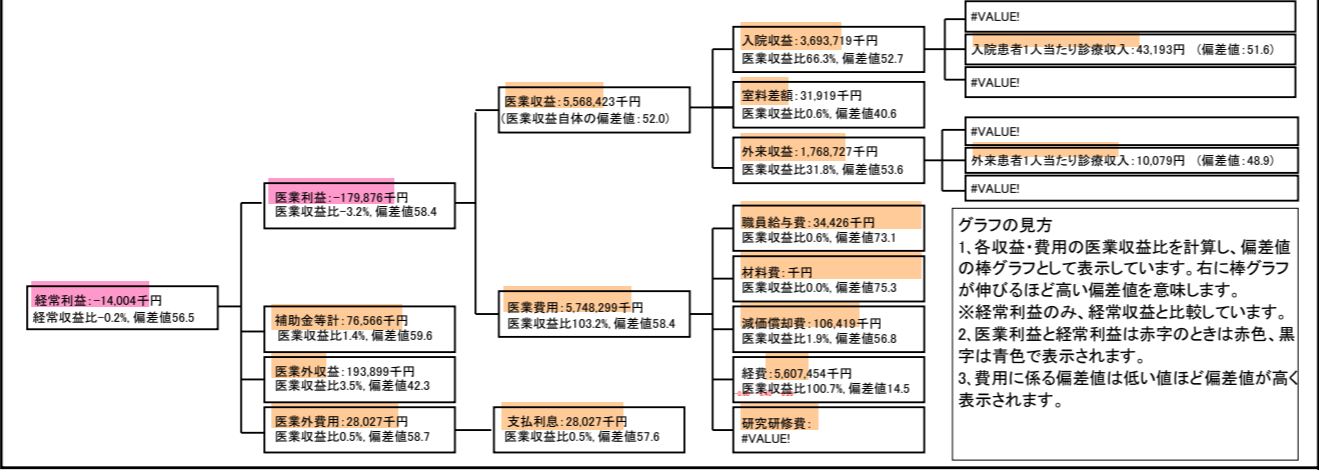 経常利益:-14,004千円
経常収益比-0.2%, 偏差値56.5
医業利益:-179,876千円
医業収益比-3.2%, 偏差値58.4
補助金等計:76,566千円
医業収益比1.4%, 偏差値59.6
医業外収益:193,899千円
医業収益比3.5%, 偏差値42.3
医業外費用:28,027千円
医業収益比0.5%, 偏差値58.7
医業収益:5,568,423千円
(医業収益自体の偏差値:52.0)
医業費用:5,748,299千円
医業収益比103.2%, 偏差値58.4
支払利息:28,027千円
医業収益比0.5%, 偏差値57.6
入院収益:3,693,719千円
医業収益比66.3%, 偏差値52.7
室料差額:31,919千円
医業収益比0.6%, 偏差値40.6
外来収益:1,768,727千円
医業収益比31.8%, 偏差値53.6
職員給与費:34,426千円
医業収益比0.6%, 偏差値73.1
材料費:千円
医業収益比0.0%, 偏差値75.3
減価償却費:106,419千円
医業収益比1.9%, 偏差値56.8
経費:5,607,454千円
医業収益比100.7%, 偏差値14.5
研究研修費:
#VALUE!
#VALUE!
入院患者1人当たり診療収入:43,193円 (偏差値:51.6)
#VALUE!
#VALUE!
外来患者1人当たり診療収入:10,079円 (偏差値:48.9)
#VALUE!
グラフの見方
1、各収益・費用の医業収益比を計算し、偏差値
の棒グラフとして表示しています。右に棒グラフ
が伸びるほど高い偏差値を意味します。
※経常利益のみ、経常収益と比較しています。
2、医業利益と経常利益は赤字のときは赤色、黒
字は青色で表示されます。
3、費用に係る偏差値は低い値ほど偏差値が高く
表示されます。